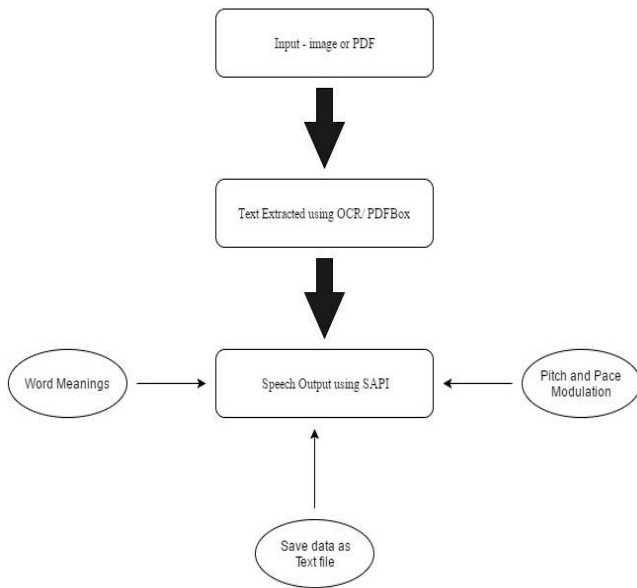 Input - image or PDF
Text Extracted using OCR/ PDFBox
Word Meanings
Speech Output using SAPI
Pitch and Pace
Modulation
Save data as
Text file